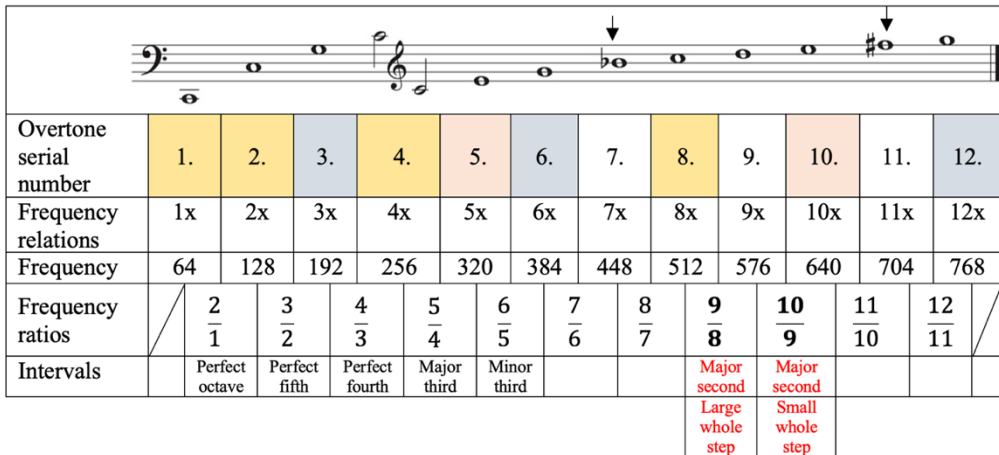 Overtone serial number 1. 2. 3. 4. 5. 6. 7. 8. 9. 10. 11. 12.
Frequency relations 1x 2x 3x 4x 5x 6x 7x 8x 9x 10x 11x 12x
Frequency 64 128 192 256 320 384 448 512 576 640 704 768
Frequency ratios 2/1 3/2 4/3 5/4 6/5 7/6 8/7 9/8 10/9 11/10 12/11
Intervals Perfect octave Perfect fifth Perfect fourth Major third Minor third Major second Major second
Large whole step Small whole step